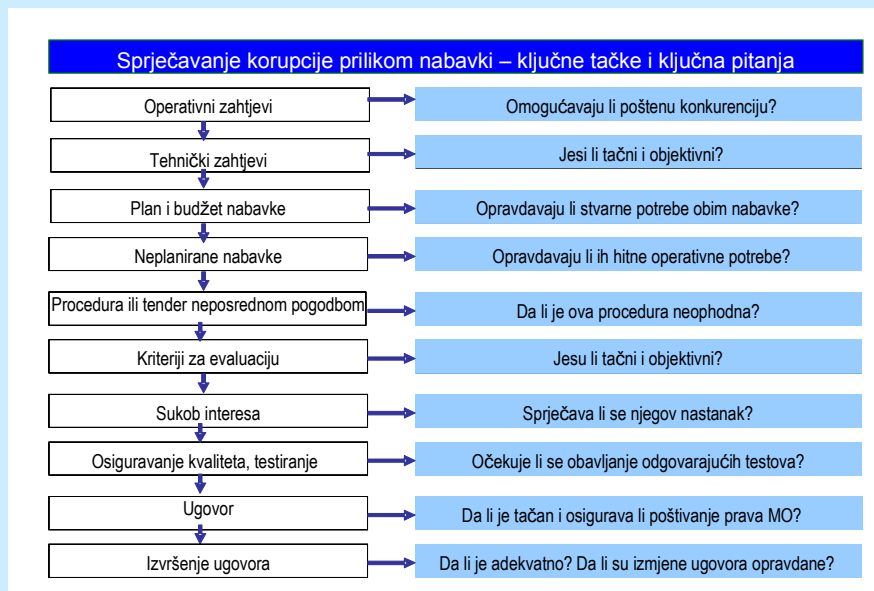 Sprječavanje korupcije prilikom nabavki – ključne tačke i ključna pitanja
Operativni zahtjevi
Omogućavaju li poštenu konkurenciju?
Tehnički zahtjevi
Jesi li tačni i objektivni?
Plan i budžet nabavke
Opravdavaju li stvarne potrebe obim nabavke?
Neplanirane nabavke
Opravdavaju li ih hitne operativne potrebe?
Procedura ili tender neposrednom pogodbom
Da li je ova procedura neophodna?
Kriteriji za evaluaciju
Jesu li tačni i objektivni?
Sukob interesa
Sprječava li se njegov nastanak?
Osiguravanje kvaliteta, testiranje
Očekuje li se obavljanje odgovarajućih testova?
Ugovor
Da li je tačan i osigurava li poštivanje prava MO?
Izvršenje ugovora
Da li je adekvatno? Da li su izmjene ugovora opravdane?